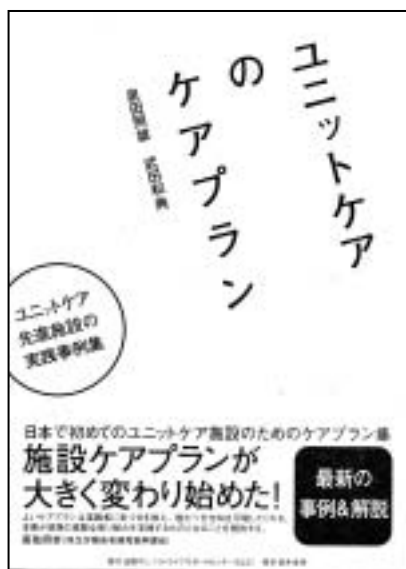 ユニットケア
の
ケアプラン
ユニットケア
先進施設の
実践事例集
日本で初めてのユニットケア施設のためのケアプラン集
施設ケアプランが
大きく変わり始めた!
最新の
事例&解説